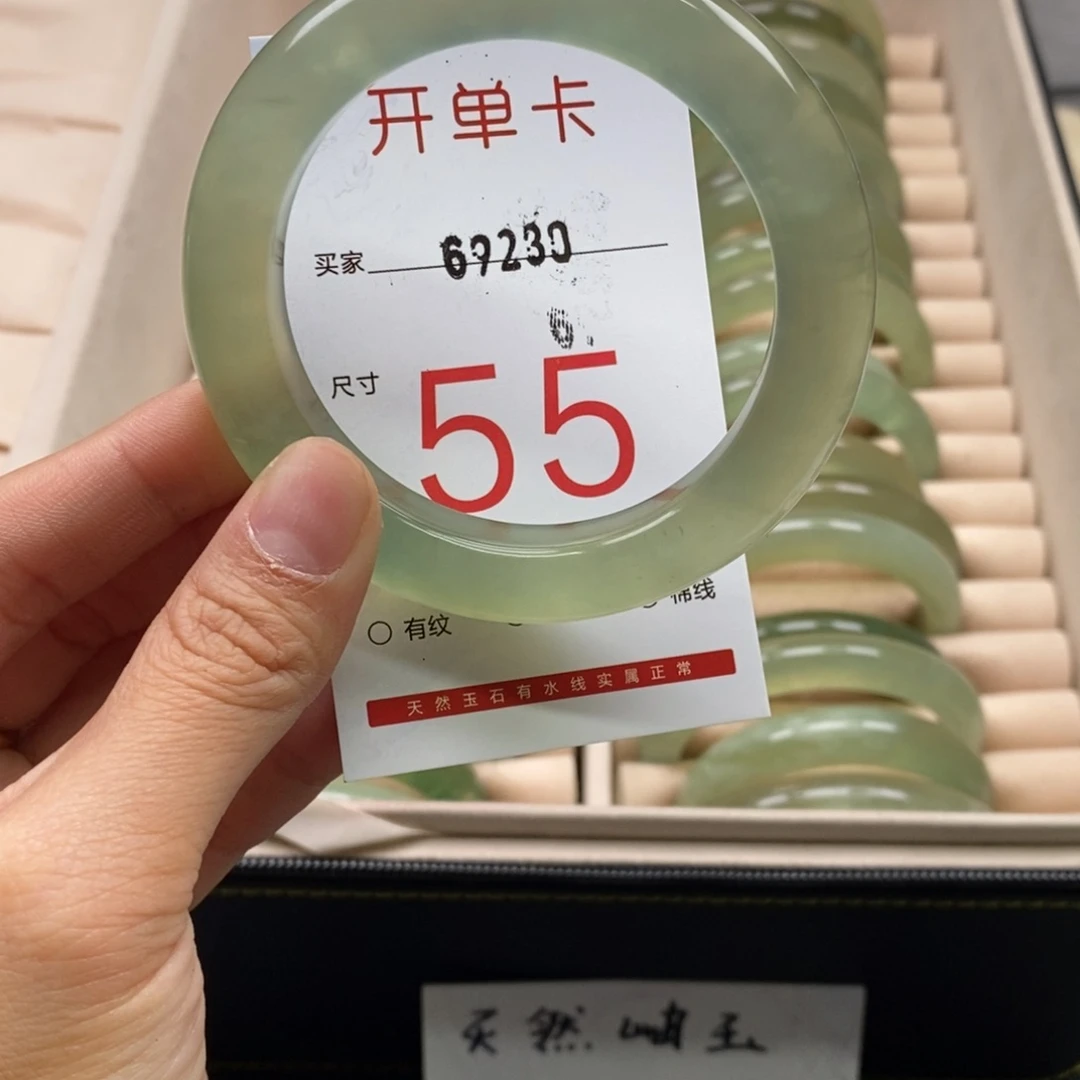 开单卡
买家 69230
尺寸 55
有纹 棉线
天然玉石有水线实属正常
天然岫玉